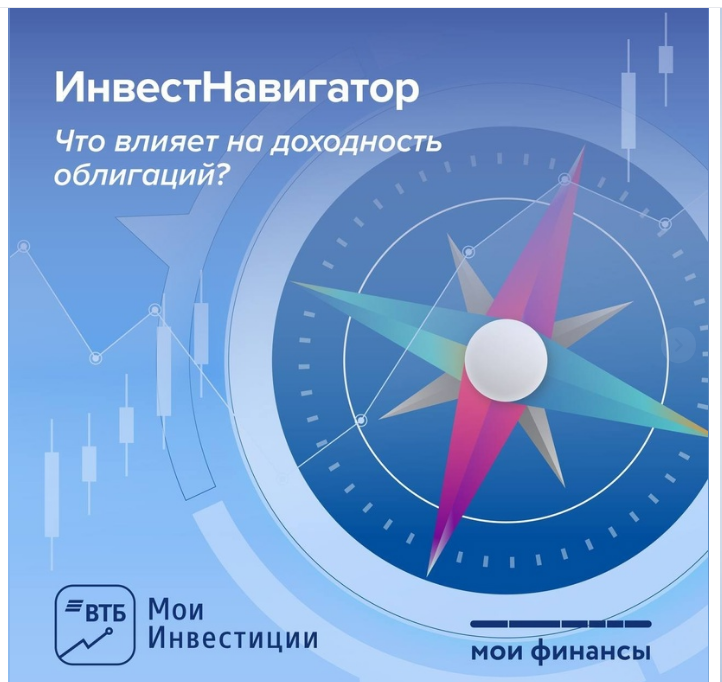 ИнвестНавигатор
Что влияет на доходность
облигаций?
ВТБ
Мои
Инвестиции
мои финансы